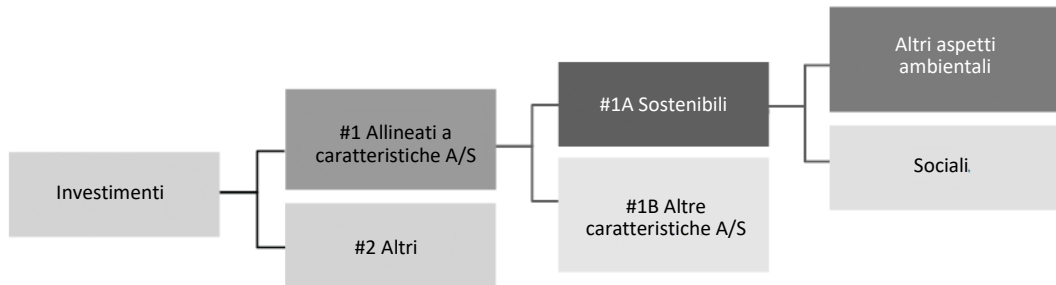 Investimenti
#1 Allineati a
caratteristiche A/S
#2 Altri
#1A Sostenibili
#1B Altre
caratteristiche A/S
Altri aspetti
ambientali
Sociali